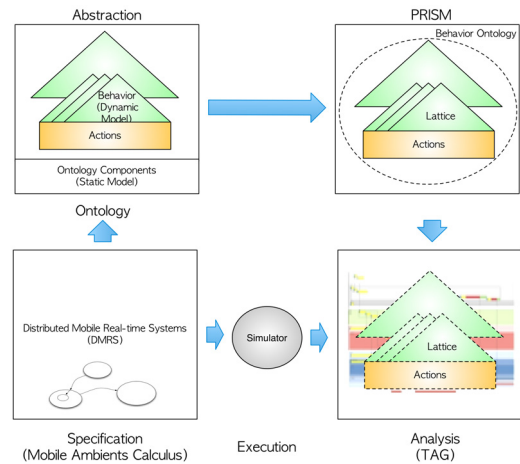 Abstraction
PRISM
Behavior Ontology
Behavior
(Dynamic
Model)
Actions
Ontology Components
(Static Model)
Lattice
Actions
Ontology
Distributed Mobile Real-time Systems
(DMRS)
Simulator
Lattice
Actions
Specification
(Mobile Ambients Calculus)
Execution
Analysis
(TAG)